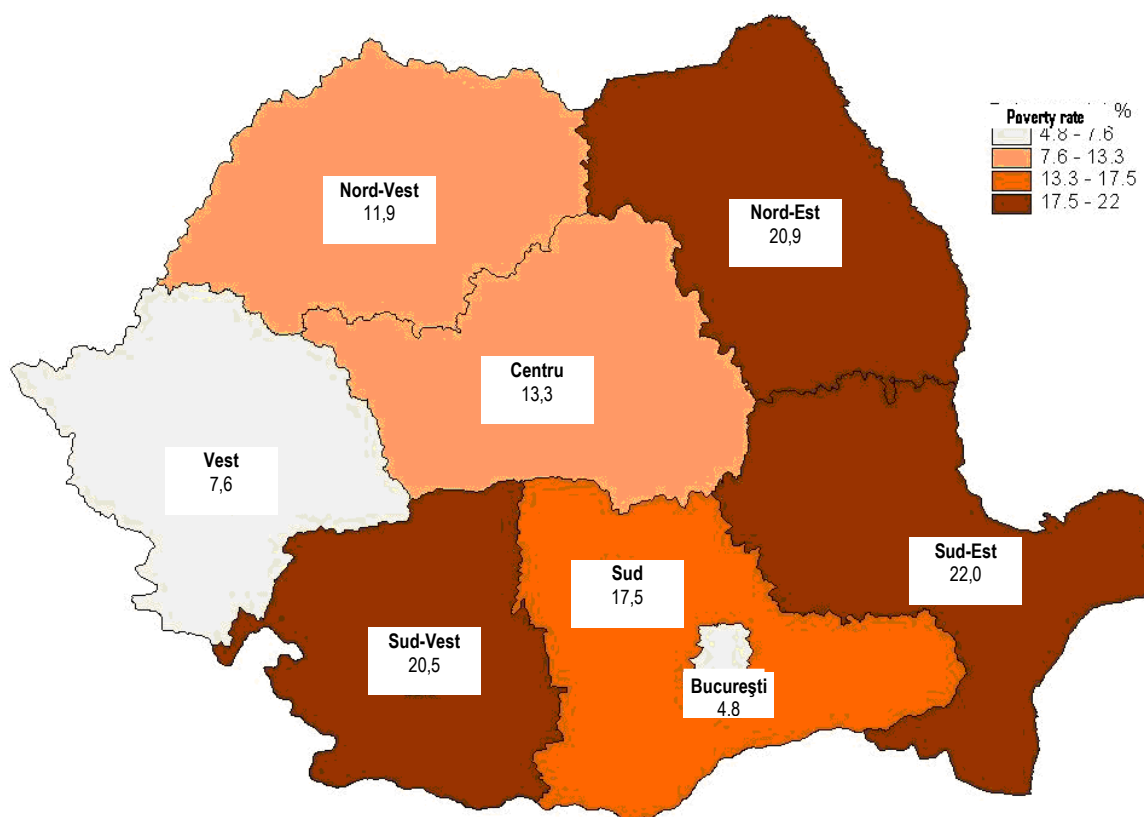 Poverty rate %
4.8 - 7.6
7.6 - 13.3
13.3 - 17.5
17.5 - 22
Nord-Vest
11,9
Nord-Est
20,9
Centru
13,3
Vest
7,6
Sud-Est
22,0
Sud
17,5
Sud-Vest
20,5
Bucureşti
4.8